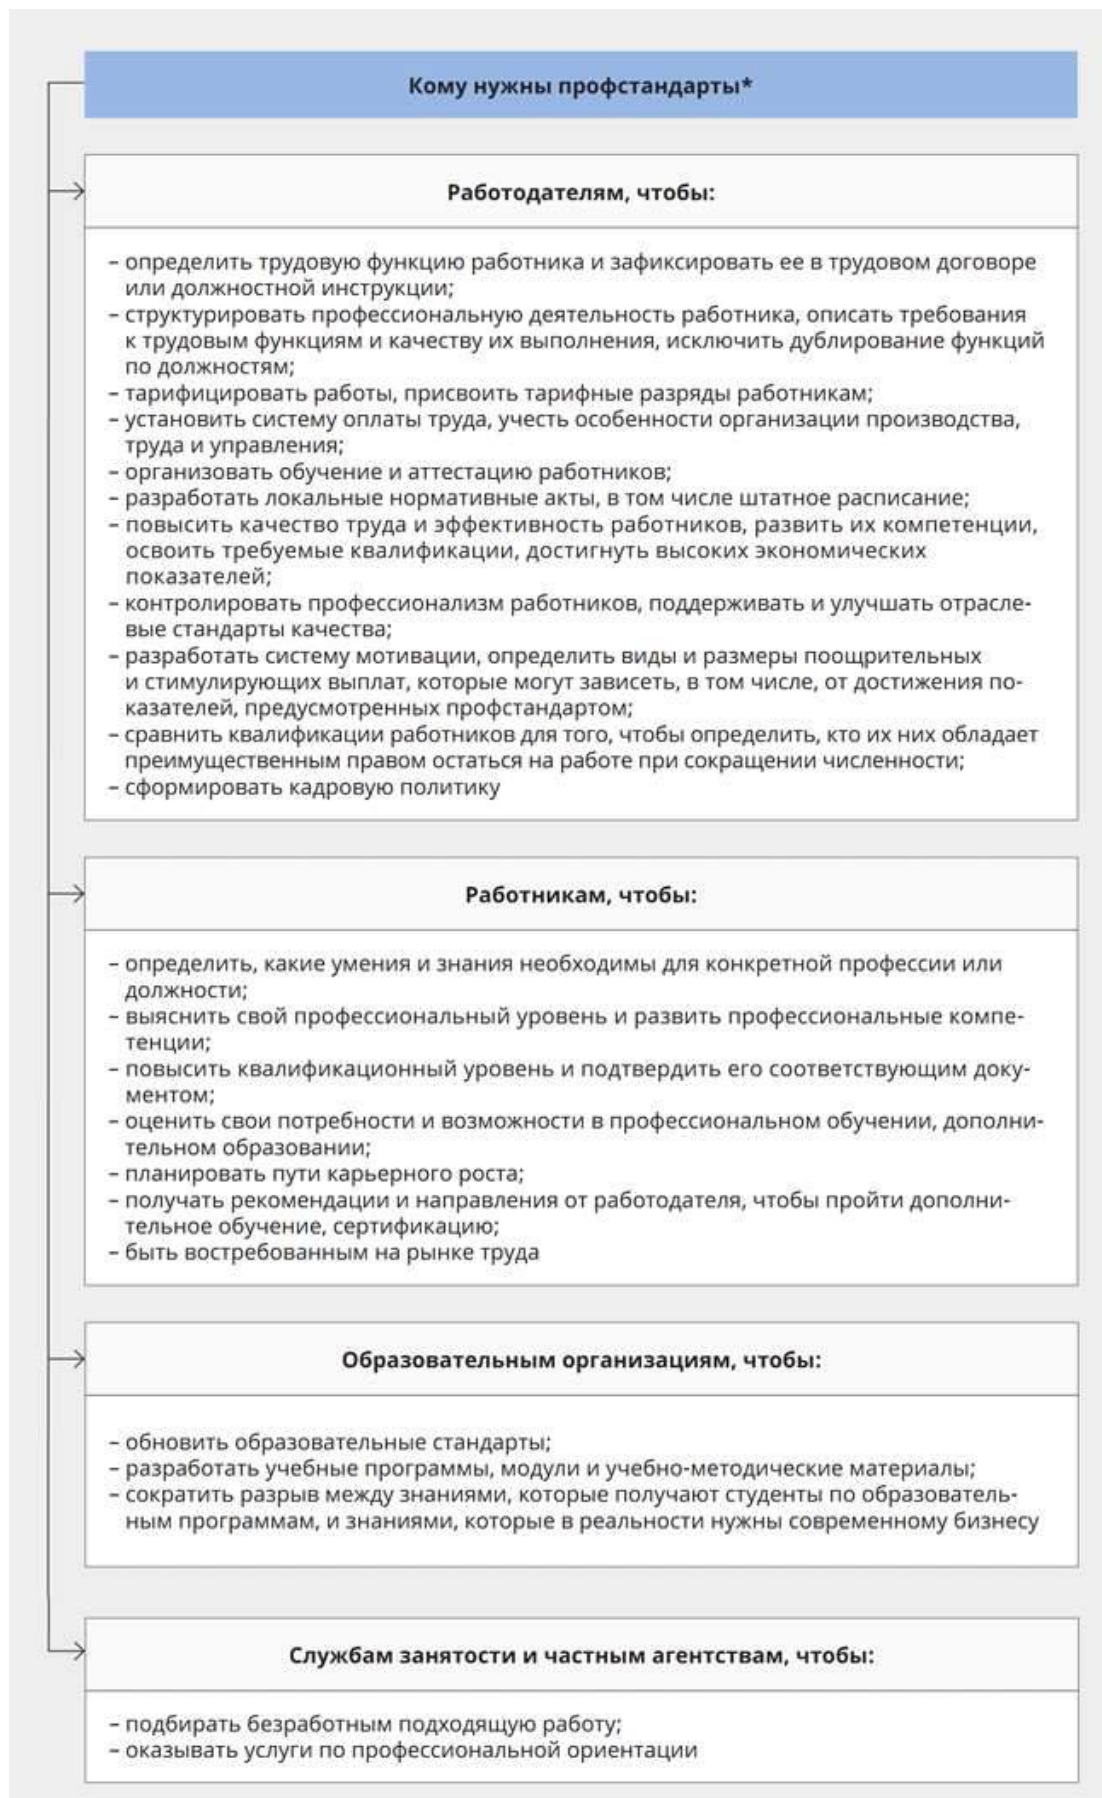 Кому нужны профстандарты*
Работодателям, чтобы:
– определить трудовую функцию работника и зафиксировать ее в трудовом договоре
или должностной инструкции;
– структурировать профессиональную деятельность работника, описать требования
к трудовым функциям и качеству их выполнения, исключить дублирование функций
по должностям;
– тарифицировать работы, присвоить тарифные разряды работникам;
– установить систему оплаты труда, учесть особенности организации производства,
труда и управления;
– организовать обучение и аттестацию работников;
– разработать локальные нормативные акты, в том числе штатное расписание;
– повысить качество труда и эффективность работников, развить их компетенции,
освоить требуемые квалификации, достигнуть высоких экономических
показателей;
– контролировать профессионализм работников, поддерживать и улучшать отрасле-
вые стандарты качества;
– разработать систему мотивации, определить виды и размеры поощрительных
и стимулирующих выплат, которые могут зависеть, в том числе, от достижения по-
казателей, предусмотренных профстандартом;
– сравнить квалификации работников для того, чтобы определить, кто их них обладает
преимущественным правом остаться на работе при сокращении численности;
– сформировать кадровую политику
Работникам, чтобы:
– определить, какие умения и знания необходимы для конкретной профессии или
должности;
– выяснить свой профессиональный уровень и развить профессиональные компе-
тенции;
– повысить квалификационный уровень и подтвердить его соответствующим доку-
ментом;
– оценить свои потребности и возможности в профессиональном обучении, дополни-
тельном образовании;
– планировать пути карьерного роста;
– получать рекомендации и направления от работодателя, чтобы пройти дополни-
тельное обучение, сертификацию;
– быть востребованным на рынке труда
Образовательным организациям, чтобы:
– обновить образовательные стандарты;
– разработать учебные программы, модули и учебно-методические материалы;
– сократить разрыв между знаниями, которые получают студенты по образователь-
ным программам, и знаниями, которые в реальности нужны современному бизнесу
Службам занятости и частным агентствам, чтобы:
– подбирать безработным подходящую работу;
– оказывать услуги по профессиональной ориентации